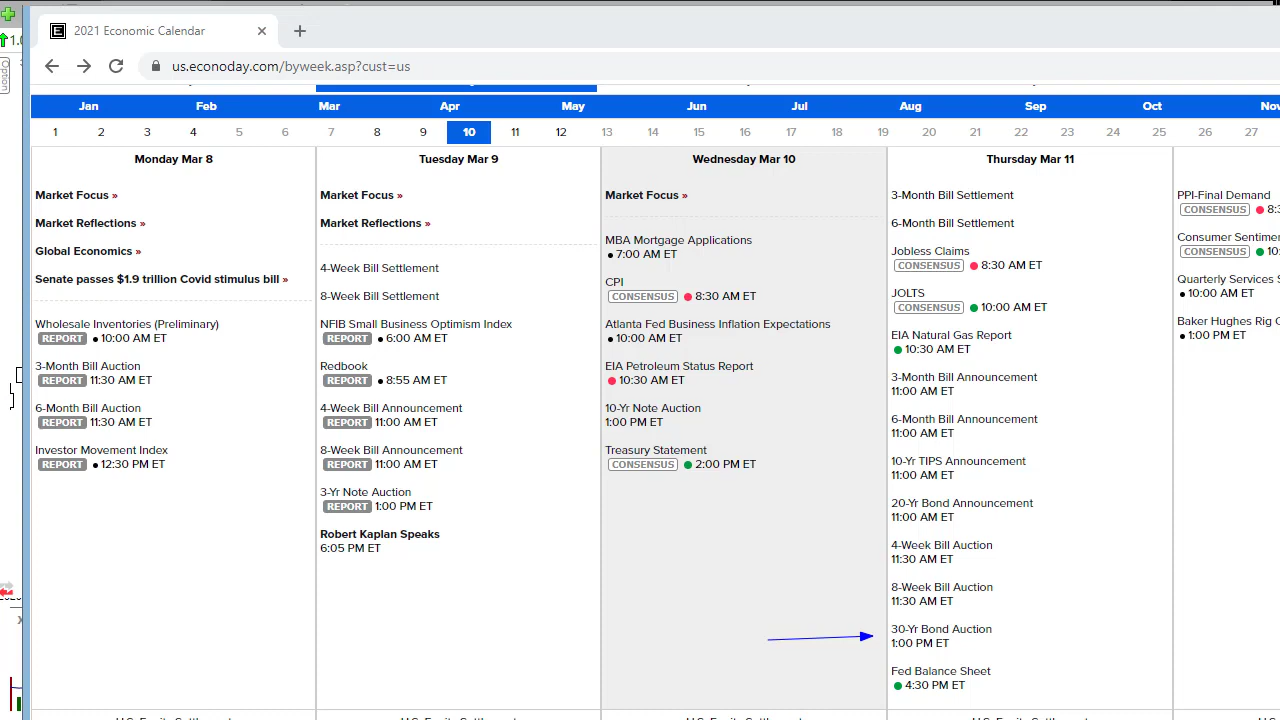 2021 Economic Calendar
us.econoday.com/byweek.asp?cust=us
1.0
Option
Jan Feb Mar Apr May Jun Jul Aug Sep Oct
1 2 3 4 5 6 7 8 9 10 11 12 13 14 15 16 17 18 19 20 21 22 23 24 25 26 27
Monday Mar 8
Market Focus »
Market Reflections »
Global Economics »
Senate passes $1.9 trillion Covid stimulus bill »
Wholesale Inventories (Preliminary)
REPORT • 10:00 AM ET
3-Month Bill Auction
REPORT 11:30 AM ET
6-Month Bill Auction
REPORT 11:30 AM ET
Investor Movement Index
REPORT • 12:30 PM ET
Tuesday Mar 9
Market Focus »
Market Reflections »
4-Week Bill Settlement
8-Week Bill Settlement
NFIB Small Business Optimism Index
REPORT • 6:00 AM ET
Redbook
REPORT • 8:55 AM ET
4-Week Bill Announcement
REPORT 11:00 AM ET
8-Week Bill Announcement
REPORT 11:00 AM ET
3-Yr Note Auction
REPORT 1:00 PM ET
Robert Kaplan Speaks
6:05 PM ET
Wednesday Mar 10
Market Focus »
MBA Mortgage Applications
• 7:00 AM ET
CPI
CONSENSUS • 8:30 AM ET
Atlanta Fed Business Inflation Expectations
• 10:00 AM ET
EIA Petroleum Status Report
• 10:30 AM ET
10-Yr Note Auction
1:00 PM ET
Treasury Statement
CONSENSUS • 2:00 PM ET
Thursday Mar 11
3-Month Bill Settlement
6-Month Bill Settlement
Jobless Claims
CONSENSUS • 8:30 AM ET
JOLTS
CONSENSUS • 10:00 AM ET
EIA Natural Gas Report
• 10:30 AM ET
3-Month Bill Announcement
11:00 AM ET
6-Month Bill Announcement
11:00 AM ET
10-Yr TIPS Announcement
11:00 AM ET
20-Yr Bond Announcement
11:00 AM ET
4-Week Bill Auction
11:30 AM ET
8-Week Bill Auction
11:30 AM ET
30-Yr Bond Auction
1:00 PM ET
Fed Balance Sheet
• 4:30 PM ET
PPI-Final Demand
CONSENSUS • 8:3
Consumer Sentimen
CONSENSUS • 10:
Quarterly Services S
• 10:00 AM ET
Baker Hughes Rig C
• 1:00 PM ET